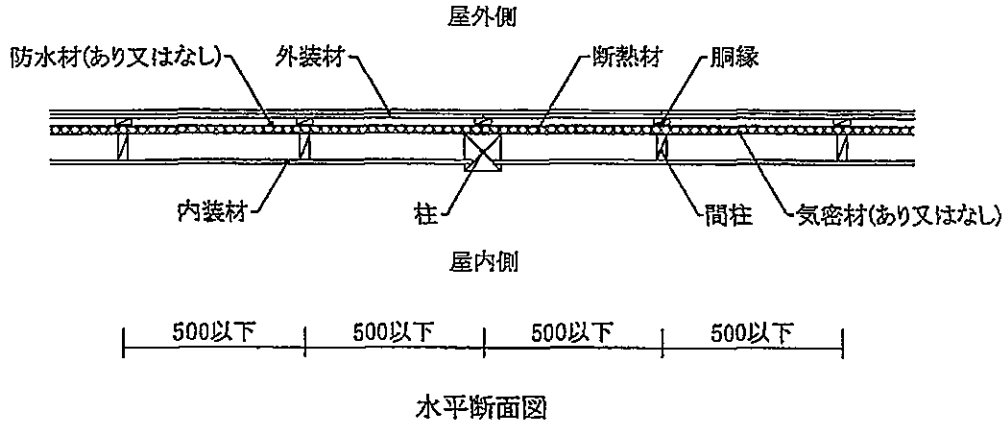 屋外側
防水材(あり又はなし)
外装材
断熱材
胴縁
内装材
柱
間柱
気密材(あり又はなし)
屋内側
500以下
500以下
500以下
500以下
水平断面図